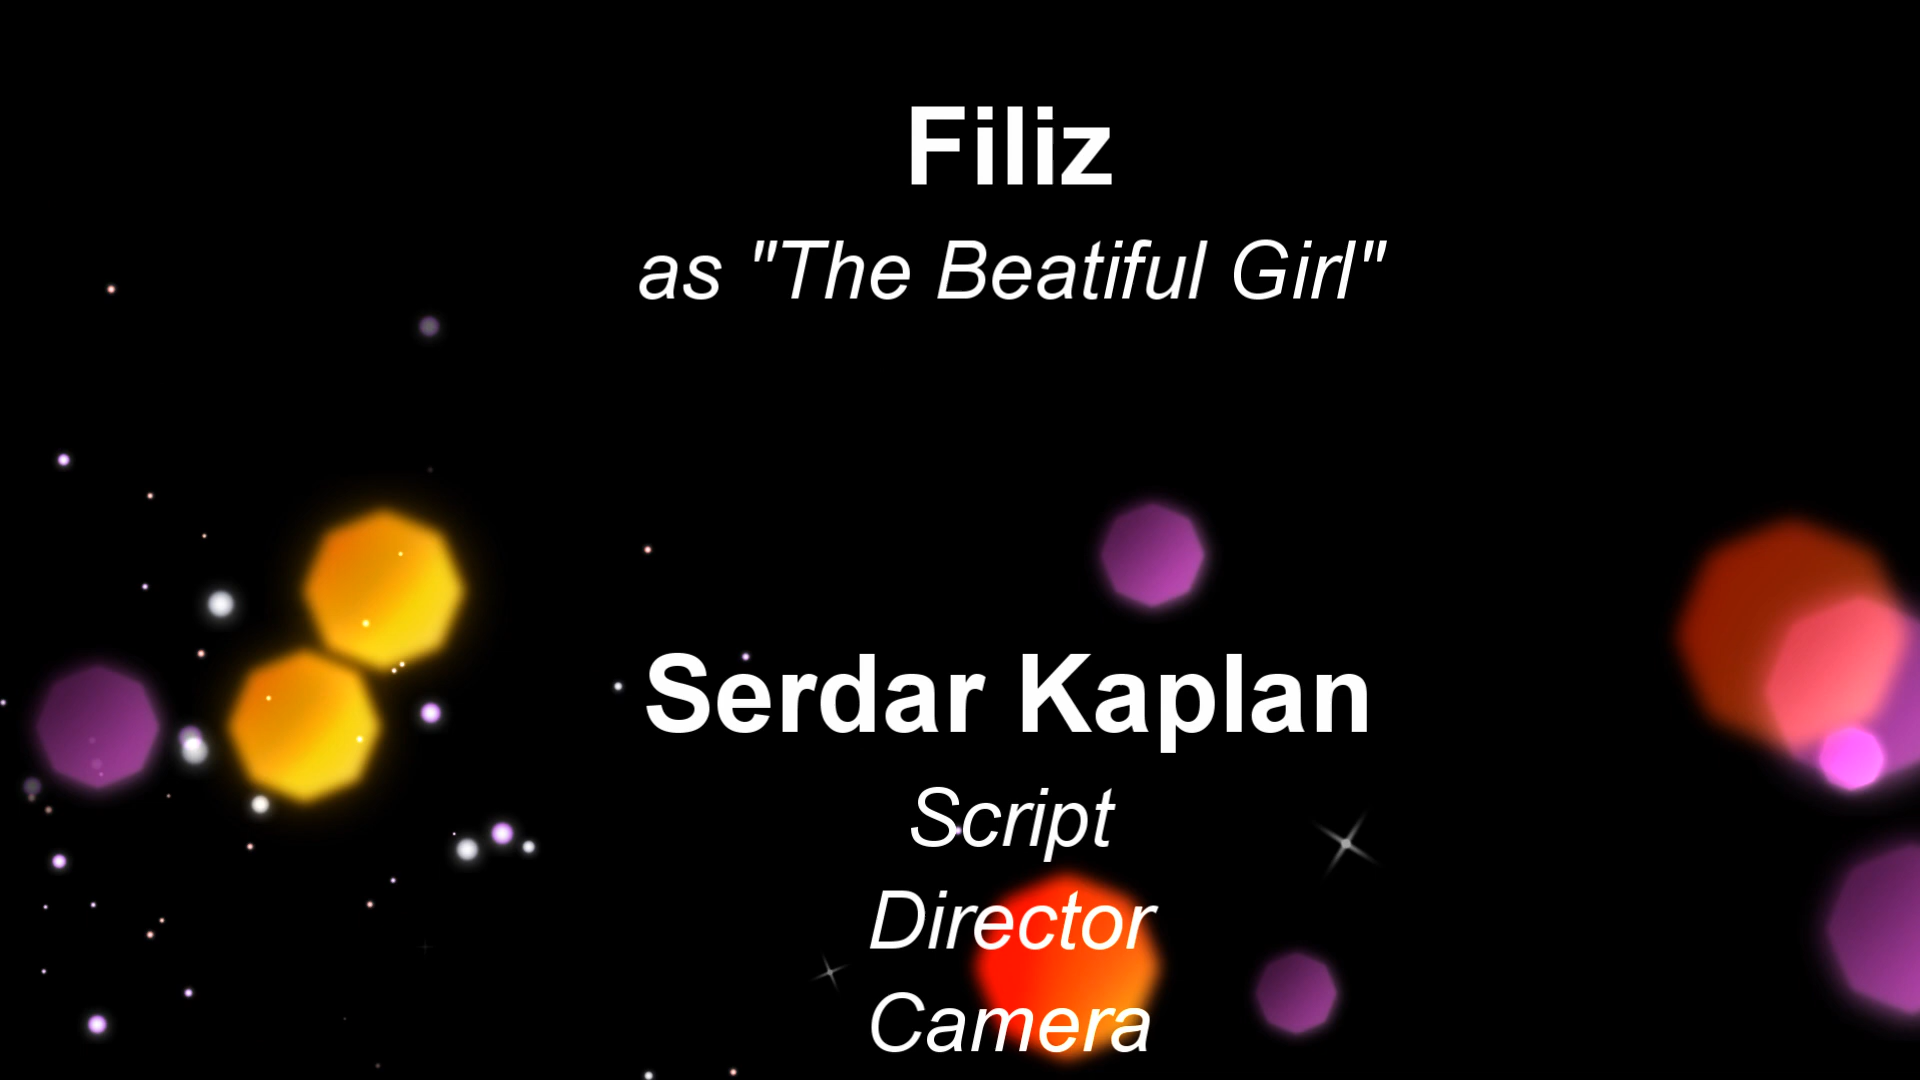 Filiz
as "The Beatiful Girl"
Serdar Kaplan
Script
Director
Camera